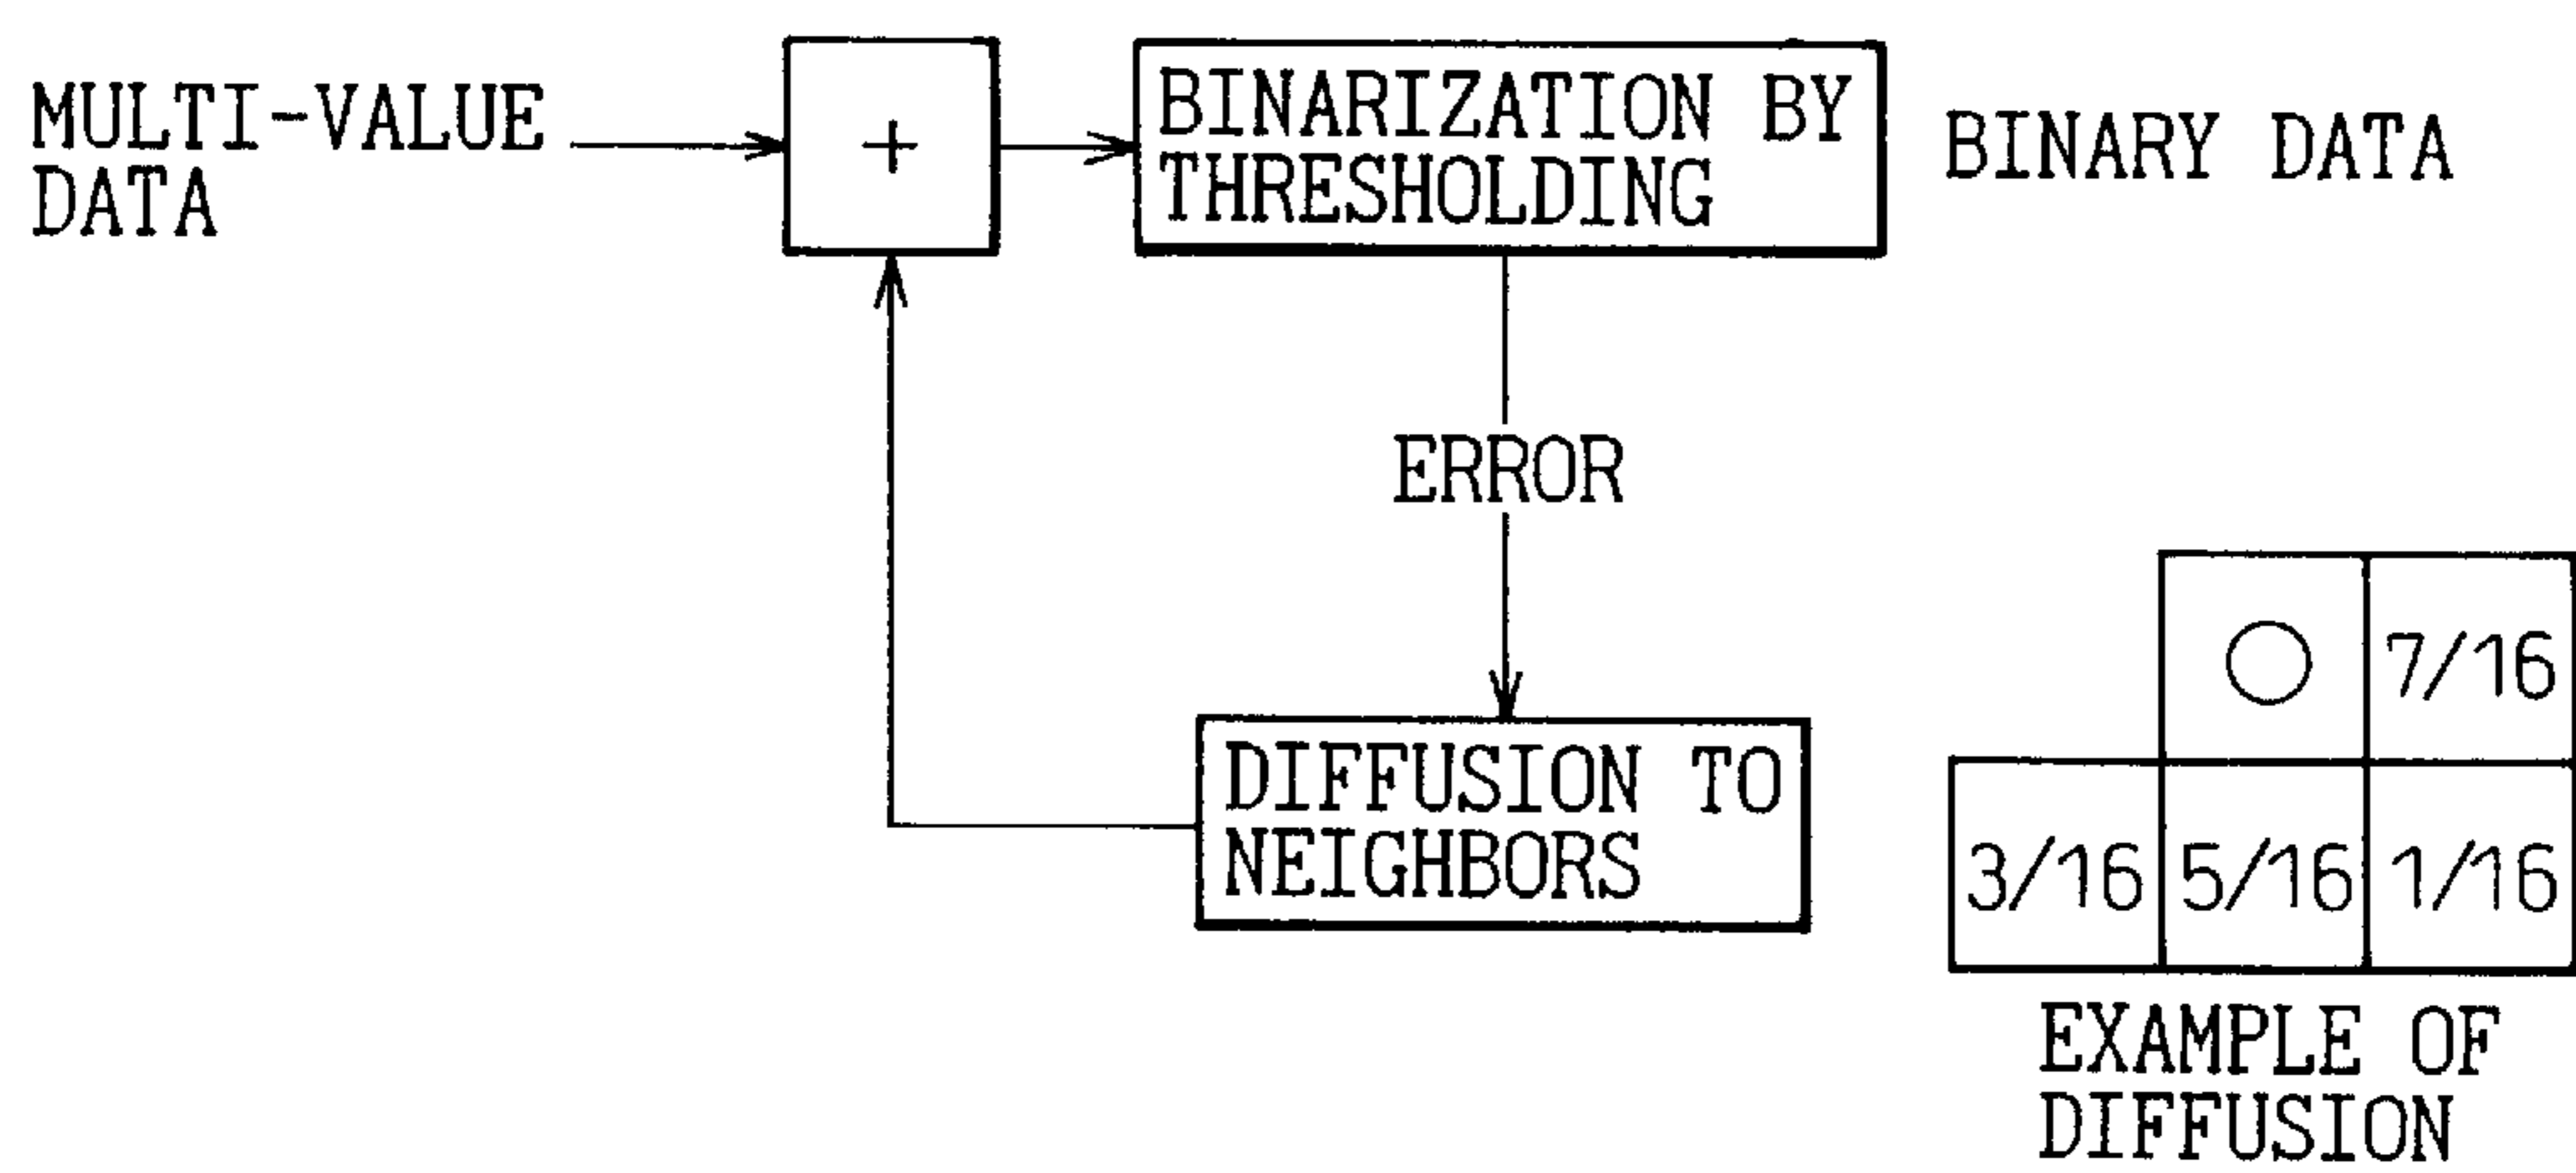 MULTI-VALUE
DATA
+
BINARIZATION BY
THRESHOLDING
BINARY DATA
ERROR
DIFFUSION TO
NEIGHBORS
7/16
3/16 5/16 1/16
EXAMPLE OF
DIFFUSION